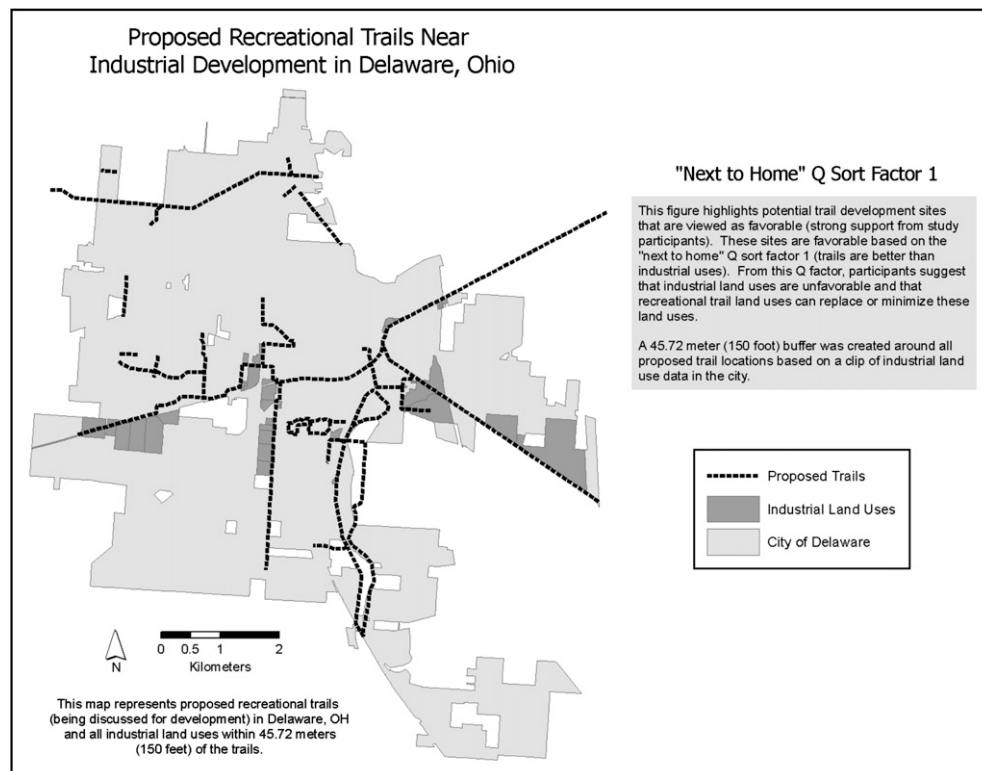 Proposed Recreational Trails Near
Industrial Development in Delaware, Ohio
"Next to Home" Q Sort Factor 1
This figure highlights potential trail development sites
that are viewed as favorable (strong support from study
participants). These sites are favorable based on the
"next to home" Q sort factor 1 (trails are better than
industrial uses). From this Q factor, participants suggest
that industrial land uses are unfavorable and that
recreational trail land uses can replace or minimize these
land uses.
A 45.72 meter (150 foot) buffer was created around all
proposed trail locations based on a clip of industrial land
use data in the city.
Proposed Trails
Industrial Land Uses
City of Delaware
N
0 0.5 1 2
Kilometers
This map represents proposed recreational trails
(being discussed for development) in Delaware, OH
and all industrial land uses within 45.72 meters
(150 feet) of the trails.